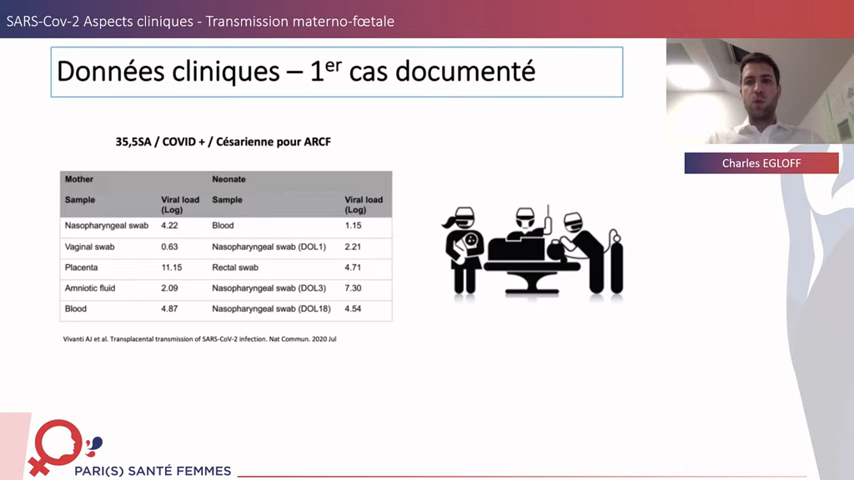 SARS-Cov-2 Aspects cliniques - Transmission materno-fœtale
Données cliniques – 1er cas documenté
Charles EGLOFF
35,5SA / COVID + / Césarienne pour ARCF
Mother Neonate
Sample Viral load (Log) Sample Viral load (Log)
Nasopharyngeal swab 4.22 Blood 1.15
Vaginal swab 0.63 Nasopharyngeal swab (DOL1) 2.21
Placenta 11.15 Rectal swab 4.71
Amniotic fluid 2.09 Nasopharyngeal swab (DOL3) 7.30
Blood 4.87 Nasopharyngeal swab (DOL18) 4.54
Vivanti AJ et al. Transplacental transmission of SARS-CoV-2 infection. Nat Commun. 2020 Jul
PARI(S) SANTÉ FEMMES